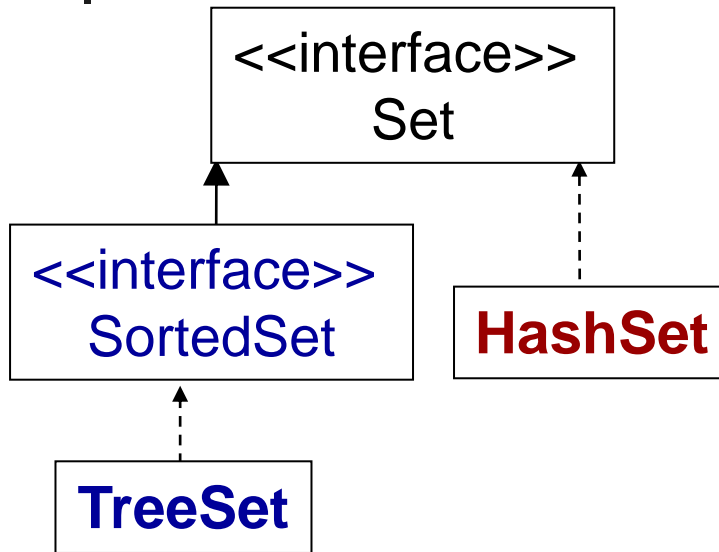 <<interface>>
Set
<<interface>>
SortedSet
HashSet
TreeSet